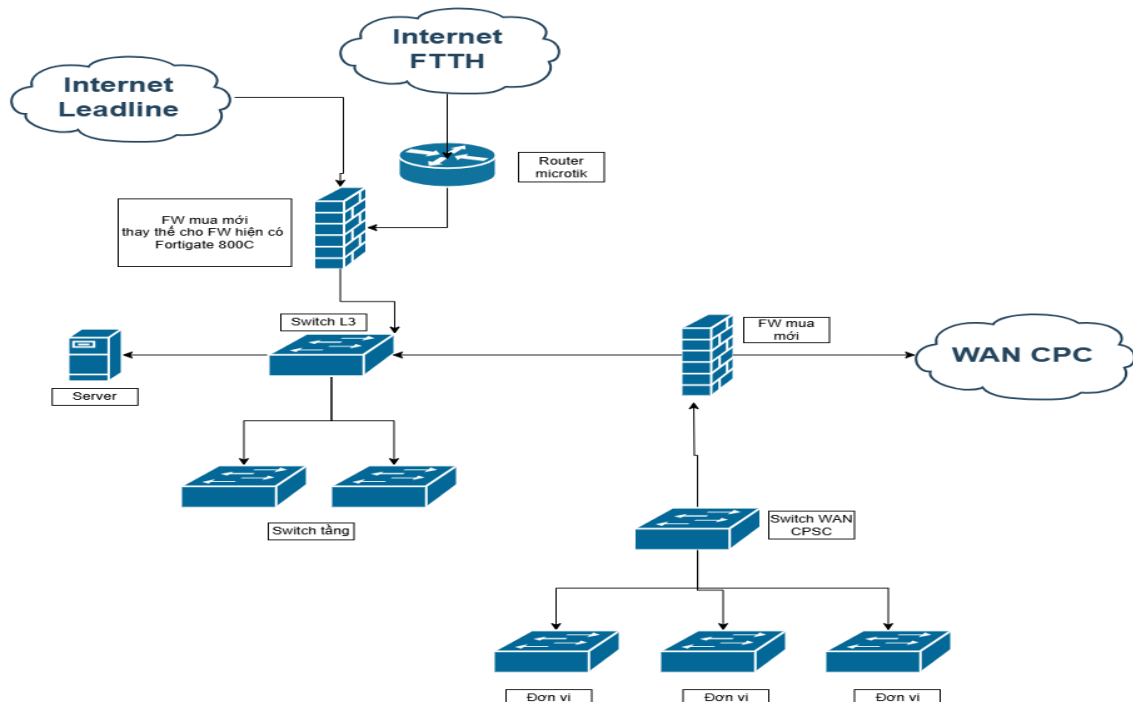 Internet
FTTH
Internet
Leadline
Router
microtik
FW mua mới
thay thế cho FW hiện có
Fortigate 800C
Switch L3
FW mua
mới
WAN CPC
Server
Switch tầng
Switch WAN
CPSC
Đơn vị
Đơn vị
Đơn vị